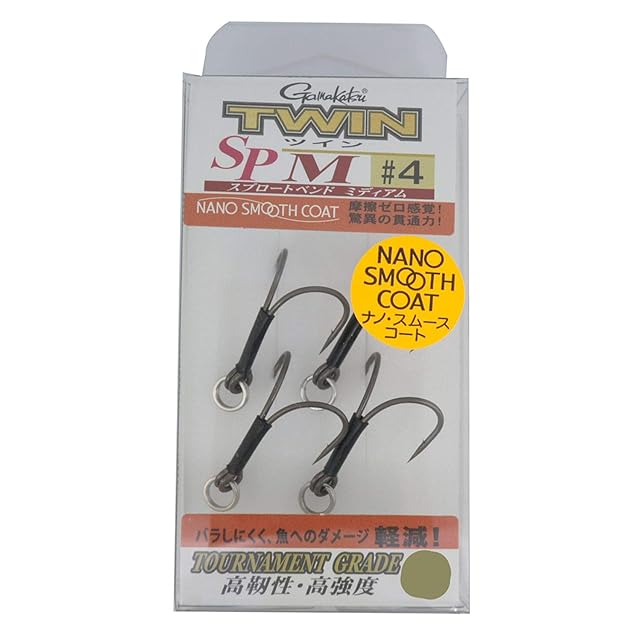 Gamakatsu®
TWIN
ツイン
SP M #4
スプロートベンド ミディアム
NANO SMOOTH COAT
摩擦ゼロ感覚!
驚異の貫通力!
NANO
SMOOTH
COAT
ナノ・スムース
コート
バラしにくく、魚へのダメージ 軽減!
TOURNAMENT GRADE
高靭性・高強度